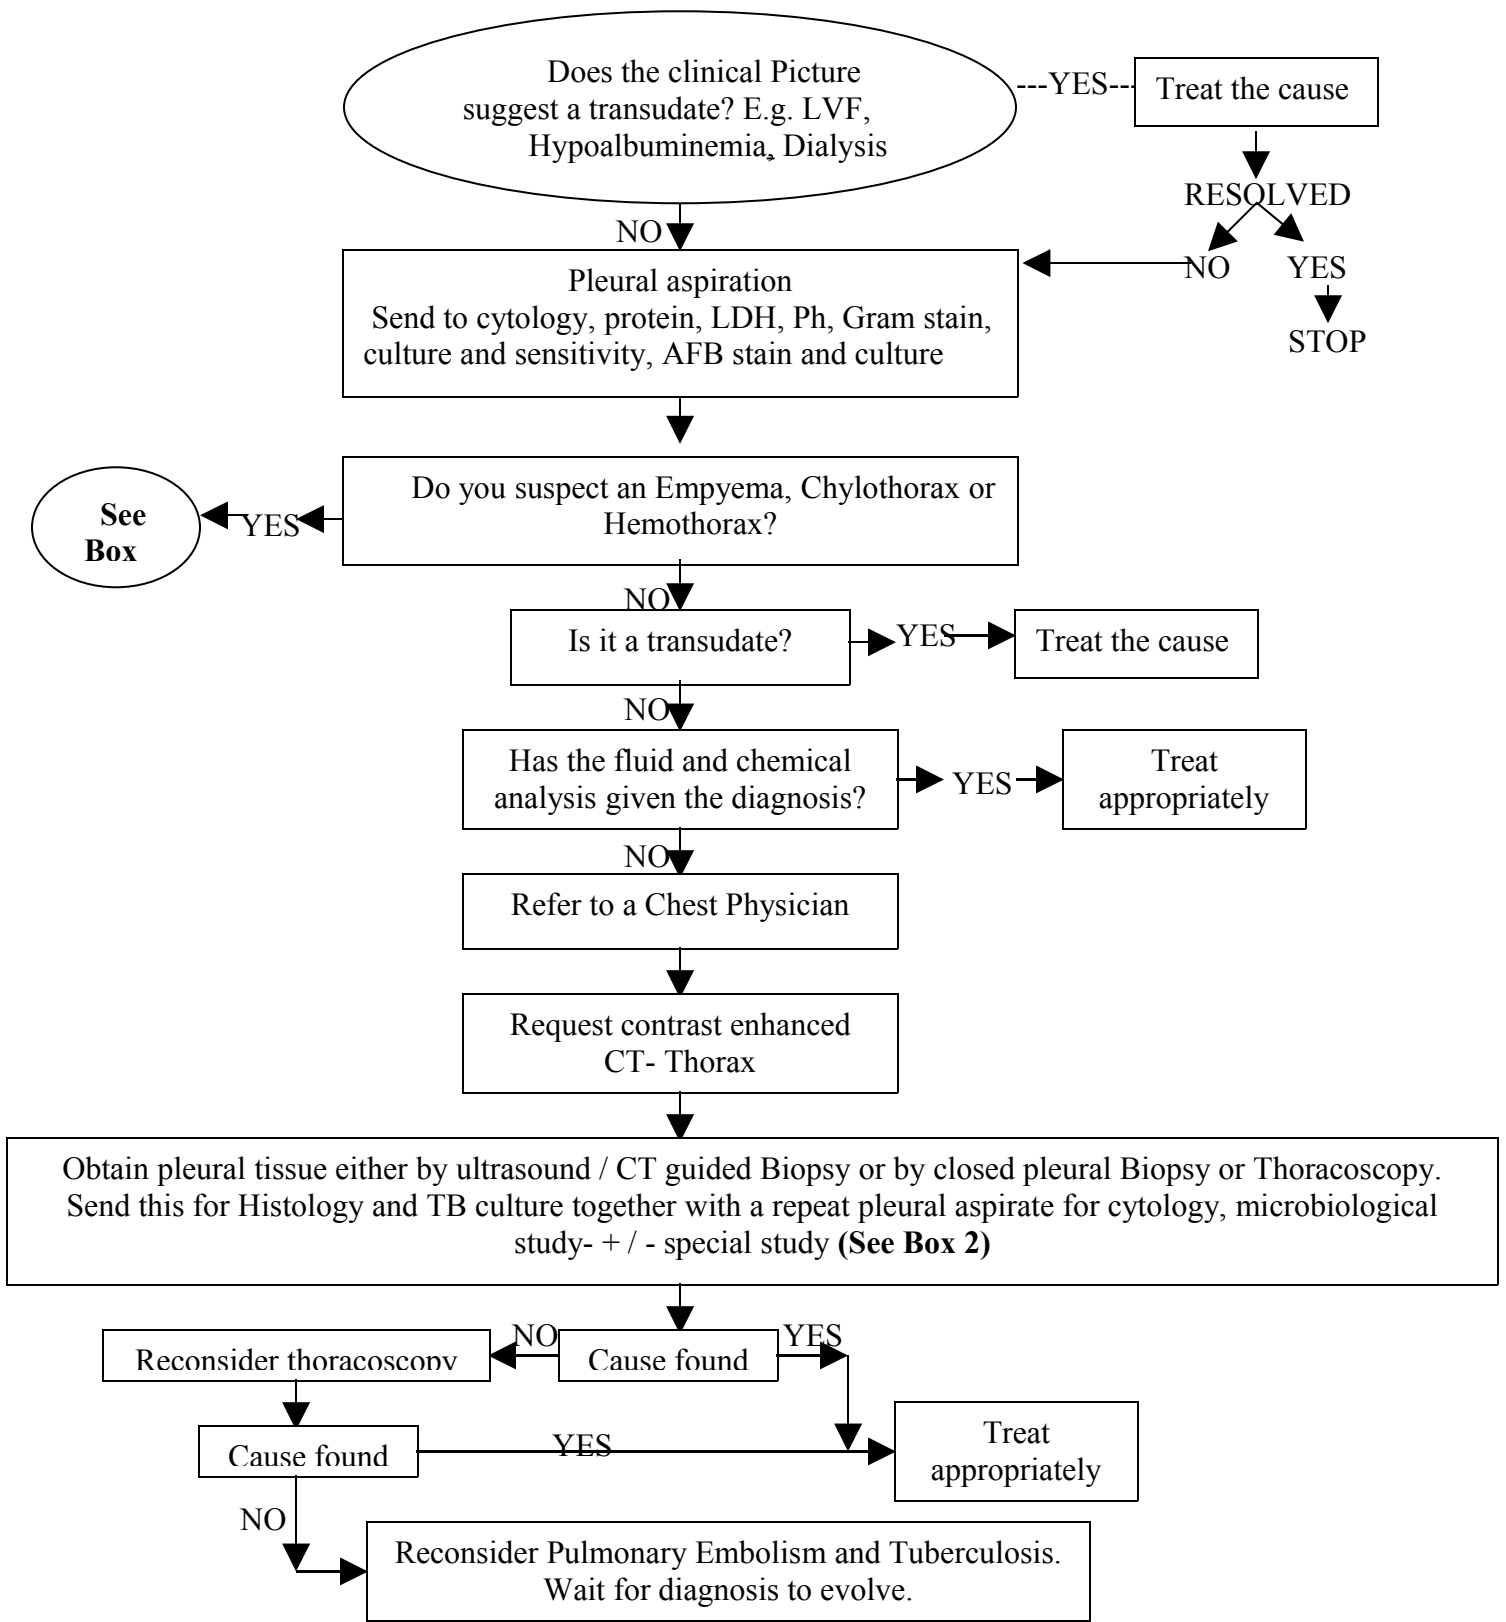 Does the clinical Picture
suggest a transudate? E.g. LVF,
Hypoalbuminemia, Dialysis
---YES---
Treat the cause
RESOLVED
NO
YES
STOP
NO
Pleural aspiration
Send to cytology, protein, LDH, Ph, Gram stain,
culture and sensitivity, AFB stain and culture
Do you suspect an Empyema, Chylothorax or
Hemothorax?
YES
See
Box
NO
Is it a transudate?
YES
Treat the cause
NO
Has the fluid and chemical
analysis given the diagnosis?
YES
Treat
appropriately
NO
Refer to a Chest Physician
Request contrast enhanced
CT- Thorax
Obtain pleural tissue either by ultrasound / CT guided Biopsy or by closed pleural Biopsy or Thoracoscopy.
Send this for Histology and TB culture together with a repeat pleural aspirate for cytology, microbiological
study- + / - special study (See Box 2)
Cause found
NO
YES
Reconsider thoracoscopy
Cause found
YES
Treat
appropriately
NO
Reconsider Pulmonary Embolism and Tuberculosis.
Wait for diagnosis to evolve.